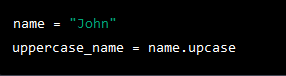 name = "John"
uppercase_name = name.upcase